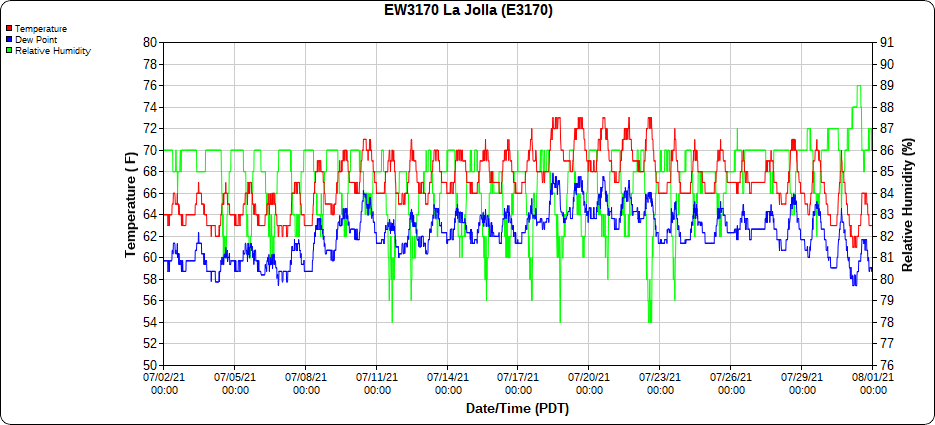 EW3170 La Jolla (E3170)
Temperature
Dew Point
Relative Humidity
80 91
78 90
76 89
74 88
72 87
70 86
68 85
66 84
64 83
62 82
60 81
58 80
56 79
54 78
52 77
50 76
Temperature ( F)
Relative Humidity (%)
07/02/21 07/05/21 07/08/21 07/11/21 07/14/21 07/17/21 07/20/21 07/23/21 07/26/21 07/29/21 08/01/21
00:00 00:00 00:00 00:00 00:00 00:00 00:00 00:00 00:00 00:00 00:00
Date/Time (PDT)